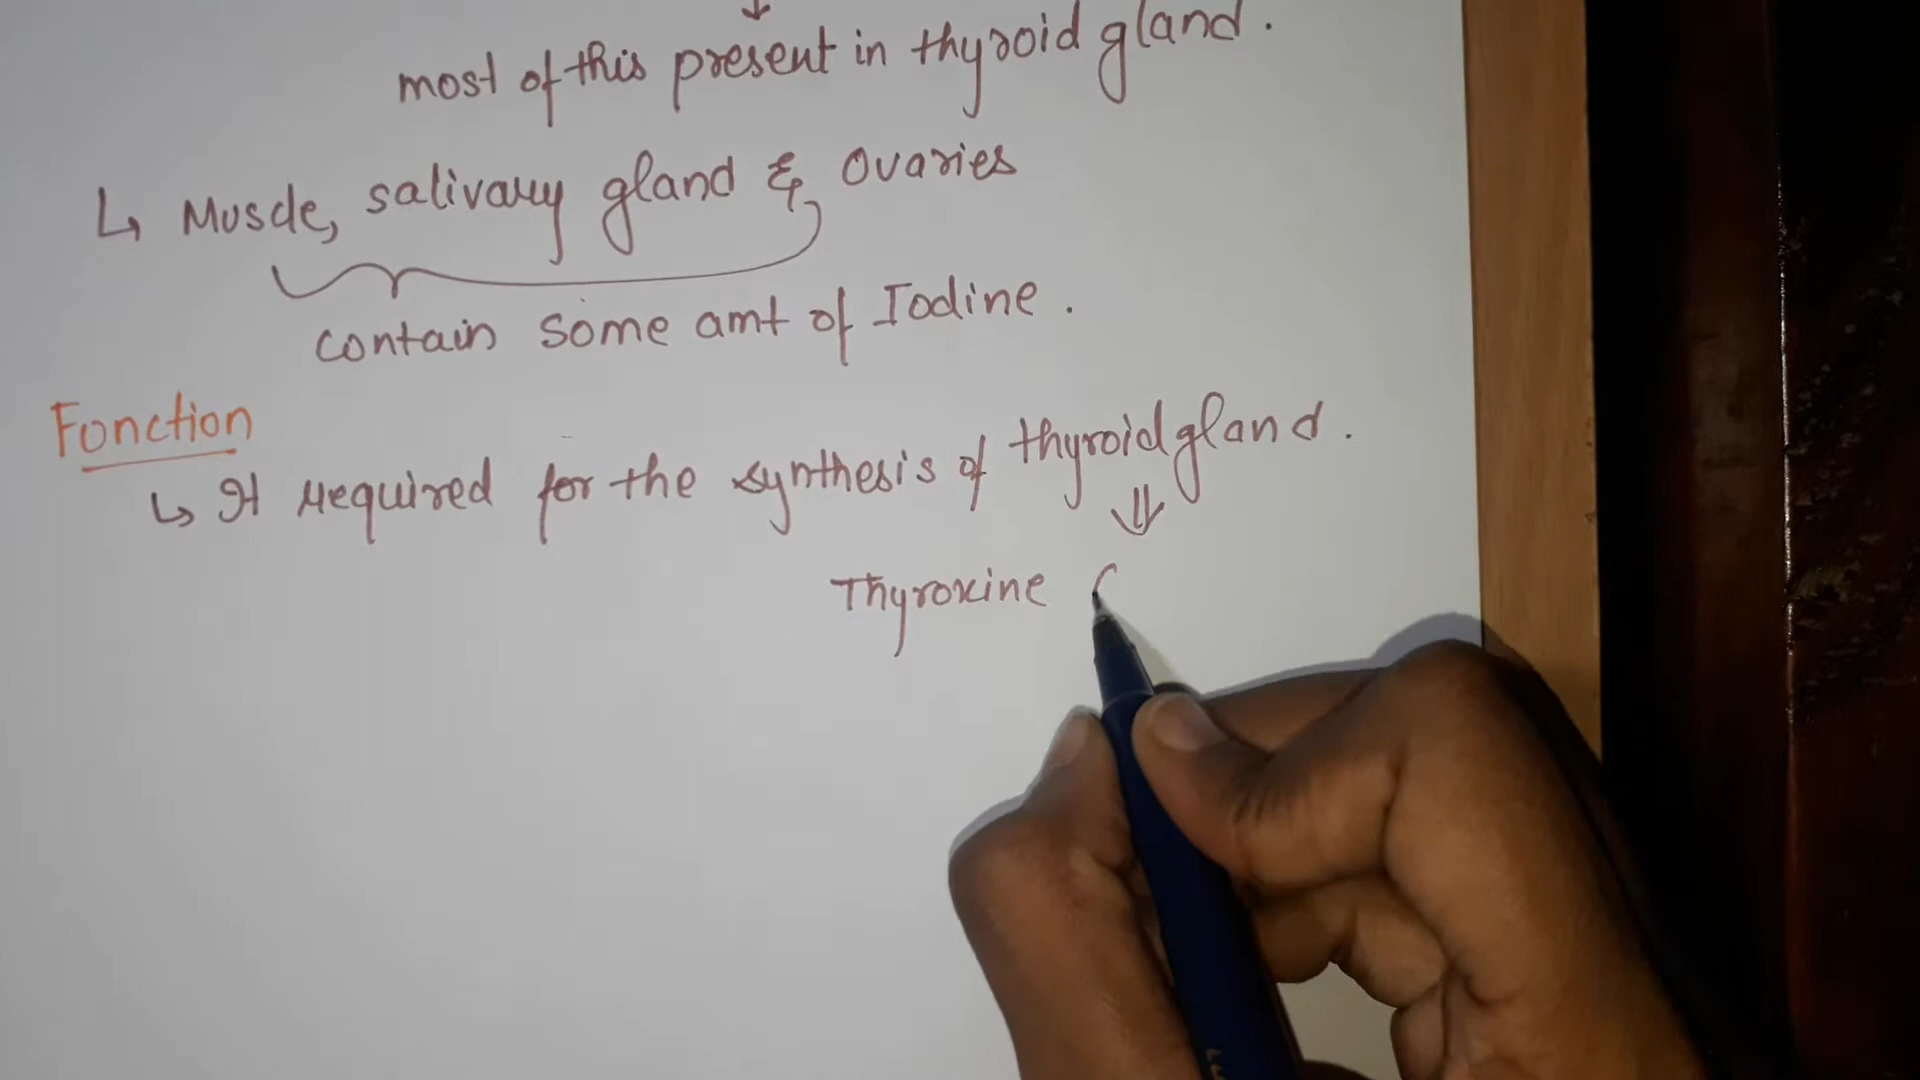 most of this present in thyroid gland.
↳ Muscle, salivary gland & Ovaries
contain some amt of Iodine.
Fonction
↳ It required for the synthesis of thyroid gland.
Thyroxine (